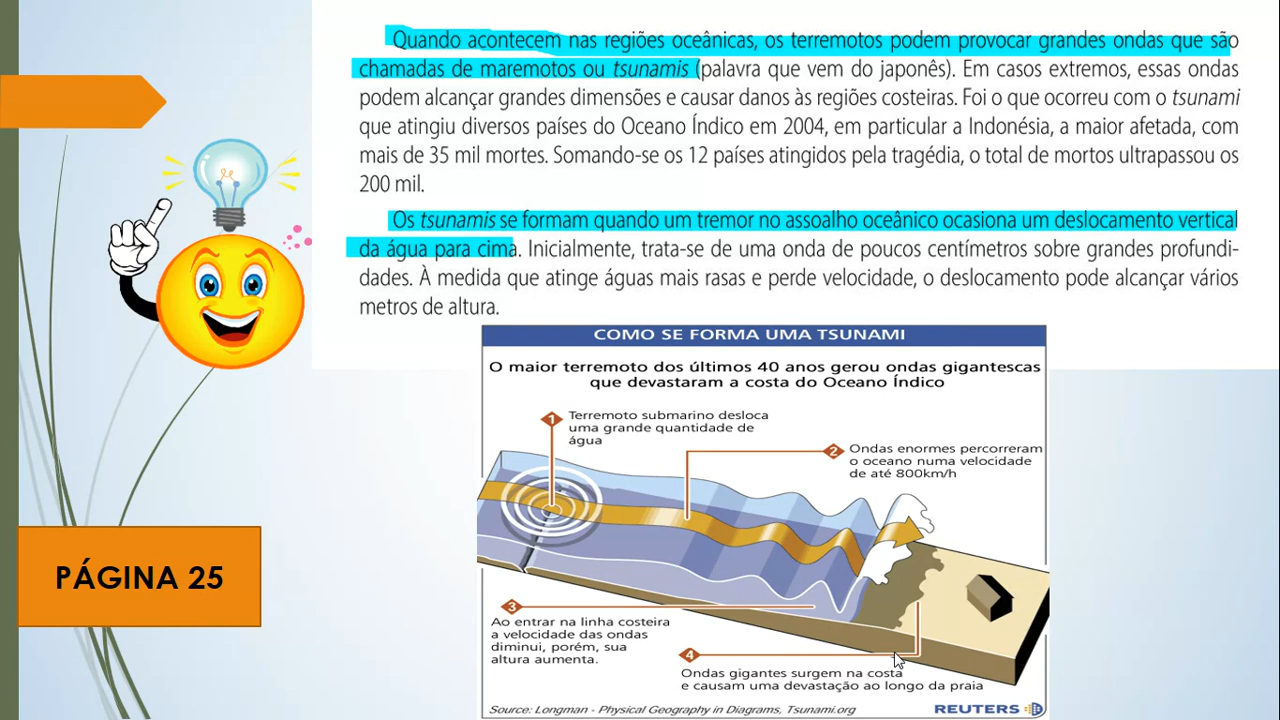 Quando acontecem nas regiões oceânicas, os terremotos podem provocar grandes ondas que são
chamadas de maremotos ou tsunamis (palavra que vem do japonês). Em casos extremos, essas ondas
podem alcançar grandes dimensões e causar danos às regiões costeiras. Foi o que ocorreu com o tsunami
que atingiu diversos países do Oceano Índico em 2004, em particular a Indonésia, a maior afetada, com
mais de 35 mil mortes. Somando-se os 12 países atingidos pela tragédia, o total de mortos ultrapassou os
200 mil.
Os tsunamis se formam quando um tremor no assoalho oceânico ocasiona um deslocamento vertical
da água para cima. Inicialmente, trata-se de uma onda de poucos centímetros sobre grandes profundi-
dades. À medida que atinge águas mais rasas e perde velocidade, o deslocamento pode alcançar vários
metros de altura.
PÁGINA 25
COMO SE FORMA UMA TSUNAMI
O maior terremoto dos últimos 40 anos gerou ondas gigantescas
que devastaram a costa do Oceano Índico
1
Terremoto submarino desloca
uma grande quantidade de
água
2
Ondas enormes percorreram
o oceano numa velocidade
de até 800km/h
3
Ao entrar na linha costeira
a velocidade das ondas
diminui, porém, sua
altura aumenta.
4
Ondas gigantes surgem na costa
e causam uma devastação ao longo da praia
Source: Longman - Physical Geography in Diagrams, Tsunami.org
REUTERS